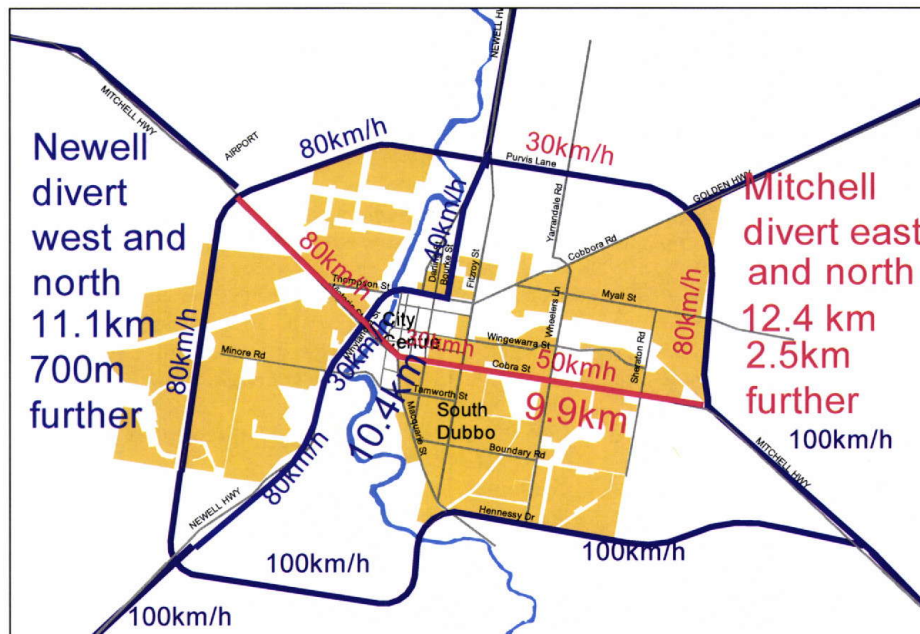 NEWELL HWY
MITCHELL HWY
AIRPORT
80km/h
30km/h
Purvis Lane
Newell
divert
west and
north
11.1km
700m
further
GOLDEN HWY
Mitchell
divert east
and north
12.4 km
2.5km
further
40km/h
Yarrandale Rd
Cobbora Rd
80km/h
Bourke St
Fitzroy St
Thompson St
Myall St
80km/h
City
Centre
Wheelers
Wingewarra St
80km/h
30km/h
Minore Rd
50kmh
Cobra St
Sheraton Rd
10.4km
9.9km
Tamworth St
South
Dubbo
Macquarie St
Boundary Rd
100km/h
MITCHELL HWY
80km/h
NEWELL HWY
Hennessy Dr
100km/h
100km/h
100km/h